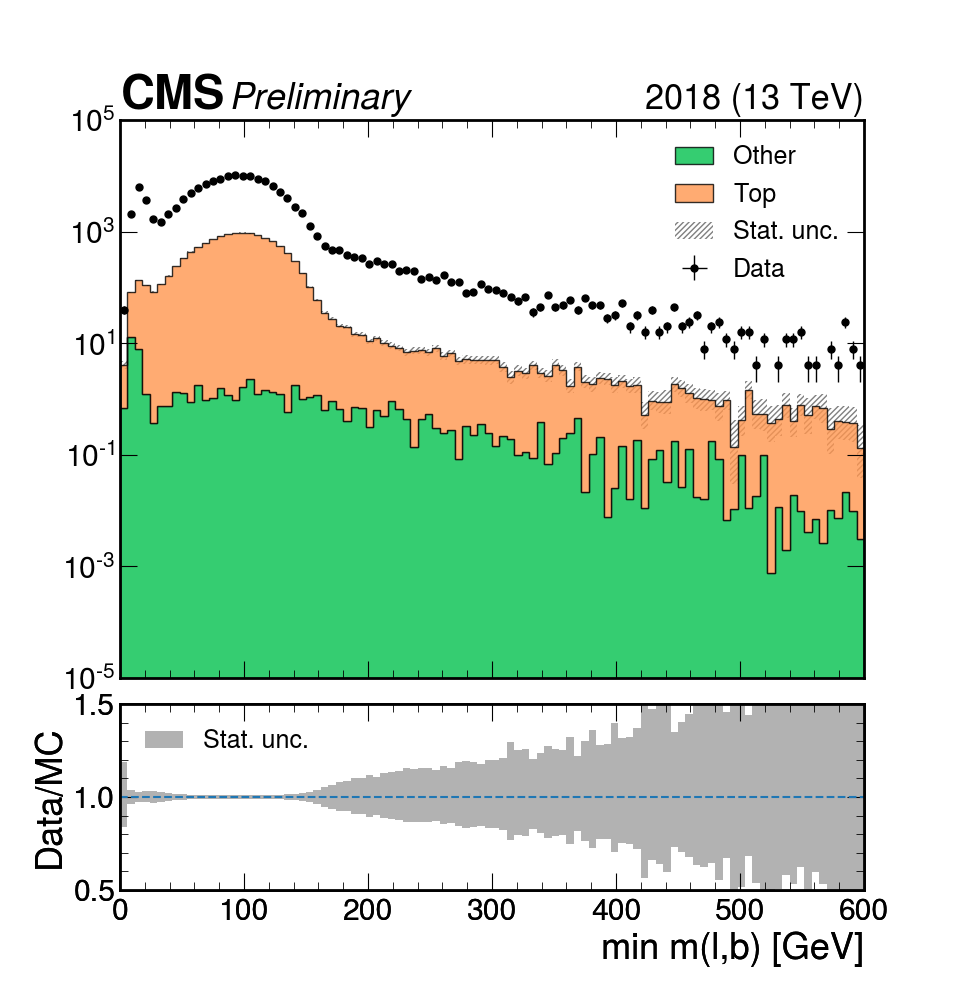 CMS Preliminary 2018 (13 TeV)
10^5
10^3
10^1
10^-1
10^-3
10^-5
Other
Top
Stat. unc.
Data
1.5
1.0
0.5
Data/MC
Stat. unc.
0 100 200 300 400 500 600
min m(l,b) [GeV]